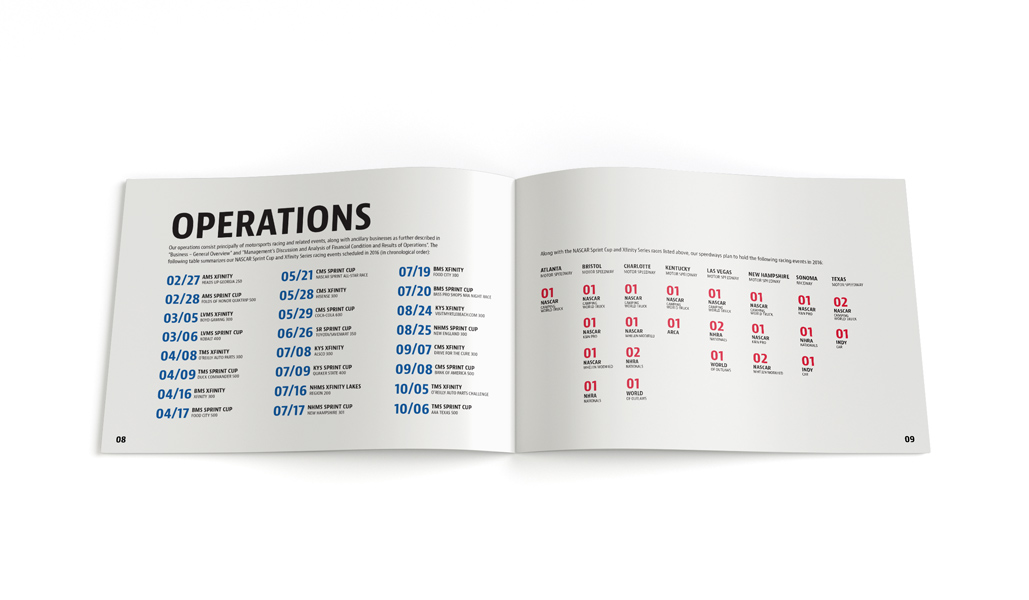 OPERATIONS
Our operations consist principally of motorsports racing and related events, along with ancillary businesses as further described in
"Business – General Overview" and "Management's Discussion and Analysis of Financial Condition and Results of Operations". The
following table summarizes our NASCAR Sprint Cup and Xfinity Series racing events scheduled in 2016 (in chronological order):
02/27 AMS XFINITY
HEADS UP GEORGIA 250
02/28 AMS SPRINT CUP
FOLDS OF HONOR QUIKTRIP 500
03/05 LVMS XFINITY
BOYD GAMING 300
03/06 LVMS SPRINT CUP
KOBALT 400
04/08 TMS XFINITY
O'REILLY AUTO PARTS 300
04/09 TMS SPRINT CUP
DUCK COMMANDER 500
04/16 BMS XFINITY
XFINITY 300
04/17 BMS SPRINT CUP
FOOD CITY 500
05/21 CMS SPRINT CUP
NASCAR SPRINT ALL-STAR RACE
05/28 CMS XFINITY
HISENSE 300
05/29 CMS SPRINT CUP
COCA-COLA 600
06/26 SR SPRINT CUP
TOYOTA/SAVEMART 350
07/08 KYS XFINITY
ALSCO 300
07/09 KYS SPRINT CUP
QUAKER STATE 400
07/16 NHMS XFINITY LAKES
REGION 200
07/17 NHMS SPRINT CUP
NEW HAMPSHIRE 301
07/19 BMS XFINITY
FOOD CITY 300
07/20 BMS SPRINT CUP
BASS PRO SHOPS NRA NIGHT RACE
08/24 KYS XFINITY
VISITMYRTLEBEACH.COM 300
08/25 NHMS SPRINT CUP
NEW ENGLAND 300
09/07 CMS XFINITY
DRIVE FOR THE CURE 300
09/08 CMS SPRINT CUP
BANK OF AMERICA 500
10/05 TMS XFINITY
O'REILLY AUTO PARTS CHALLENGE
10/06 TMS SPRINT CUP
AAA TEXAS 500
08
Along with the NASCAR Sprint Cup and Xfinity Series races listed above, our speedways plan to hold the following racing events in 2016:
ATLANTA
MOTOR SPEEDWAY
01
NASCAR
CAMPING
WORLD TRUCK
BRISTOL
MOTOR SPEEDWAY
01
NASCAR
CAMPING
WORLD TRUCK
01
NASCAR
K&N PRO
01
NASCAR
WHELEN MODIFIED
01
NHRA
NATIONALS
CHARLOTTE
MOTOR SPEEDWAY
01
NASCAR
CAMPING
WORLD TRUCK
01
NASCAR
WHELEN MODIFIED
02
NHRA
NATIONALS
01
WORLD
OF OUTLAWS
KENTUCKY
MOTOR SPEEDWAY
01
NASCAR
CAMPING
WORLD TRUCK
01
ARCA
LAS VEGAS
MOTOR SPEEDWAY
01
NASCAR
CAMPING
WORLD TRUCK
02
NHRA
NATIONALS
01
WORLD
OF OUTLAWS
NEW HAMPSHIRE
MOTOR SPEEDWAY
01
NASCAR
CAMPING
WORLD TRUCK
01
NASCAR
K&N PRO
02
NASCAR
WHELEN MODIFIED
SONOMA
RACEWAY
01
NASCAR
K&N PRO
01
NHRA
NATIONALS
01
INDY
CAR
TEXAS
MOTOR SPEEDWAY
02
NASCAR
CAMPING
WORLD TRUCK
01
INDY
CAR
09